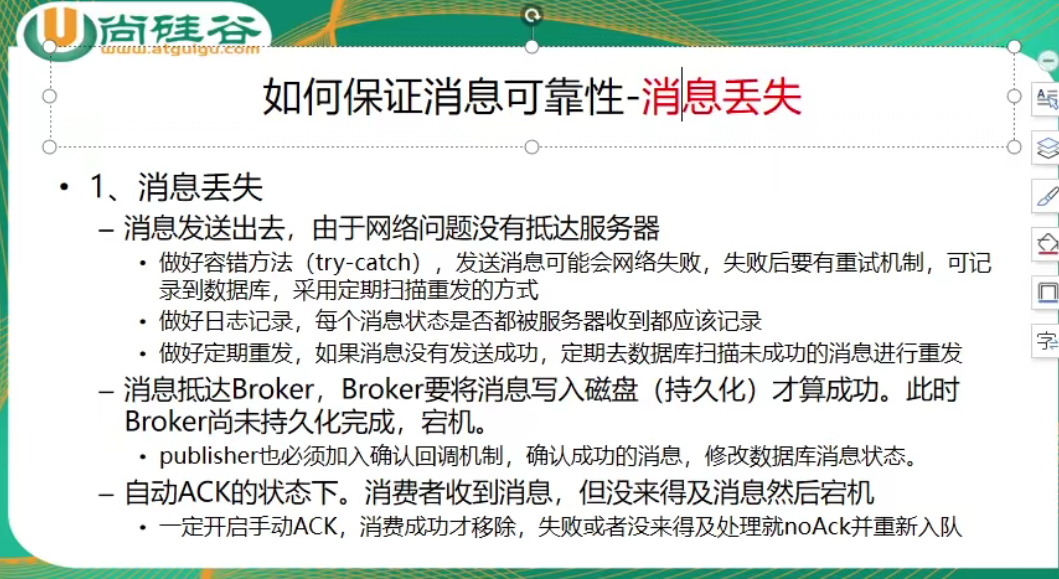 尚硅谷
www.atguigu.com
如何保证消息可靠性-消息丢失
• 1、消息丢失
– 消息发送出去，由于网络问题没有抵达服务器
• 做好容错方法（try-catch），发送消息可能会网络失败，失败后要有重试机制，可记
录到数据库，采用定期扫描重发的方式
• 做好日志记录，每个消息状态是否都被服务器收到都应该记录
• 做好定期重发，如果消息没有发送成功，定期去数据库扫描未成功的消息进行重发
– 消息抵达Broker，Broker要将消息写入磁盘（持久化）才算成功。此时
Broker尚未持久化完成，宕机。
• publisher也必须加入确认回调机制，确认成功的消息，修改数据库消息状态。
– 自动ACK的状态下。消费者收到消息，但没来得及消息然后宕机
• 一定开启手动ACK，消费成功才移除，失败或者没来得及处理就noAck并重新入队